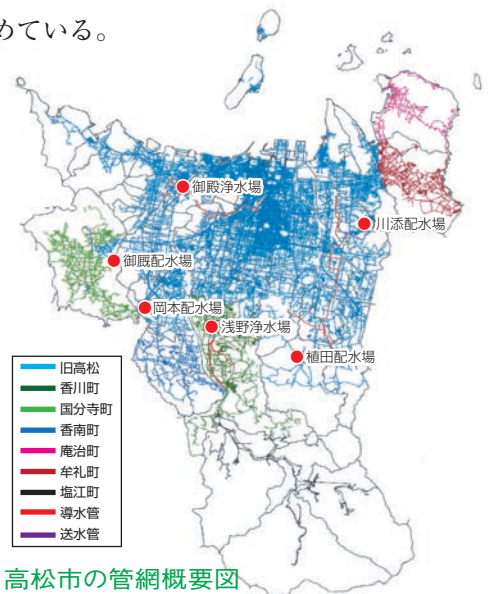 めている。
御殿浄水場
川添配水場
御厩配水場
岡本配水場
浅野浄水場
植田配水場
旧高松
香川町
国分寺町
香南町
庵治町
牟礼町
塩江町
導水管
送水管
高松市の管網概要図